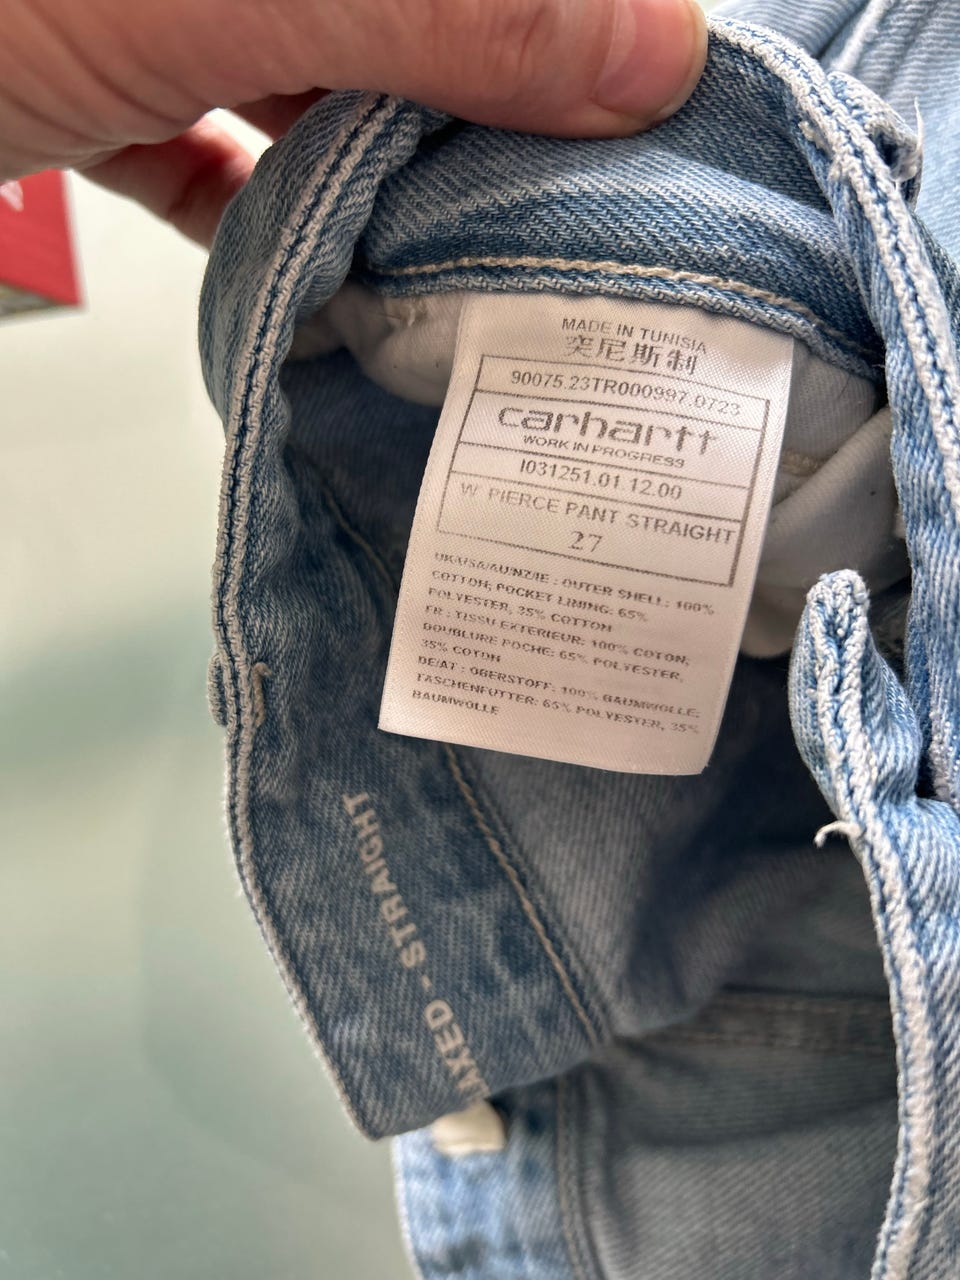 MADE IN TUNISIA
突尼斯制
90075.23TR000997.0723
carhartt
WORK IN PROGRESS
I031251.01.12.00
W' PIERCE PANT STRAIGHT
27
UK/USA/AU/NZ/IE : OUTER SHELL: 100%
COTTON; POCKET LINING: 65%
POLYESTER, 35% COTTON
FR : TISSU EXTERIEUR: 100% COTON;
DOUBLURE POCHE: 65% POLYESTER,
35% COTON
DE/AT : OBERSTOFF: 100% BAUMWOLLE;
TASCHENFUTTER: 65% POLYESTER, 35%
BAUMWOLLE
AXED - STRAIGHT